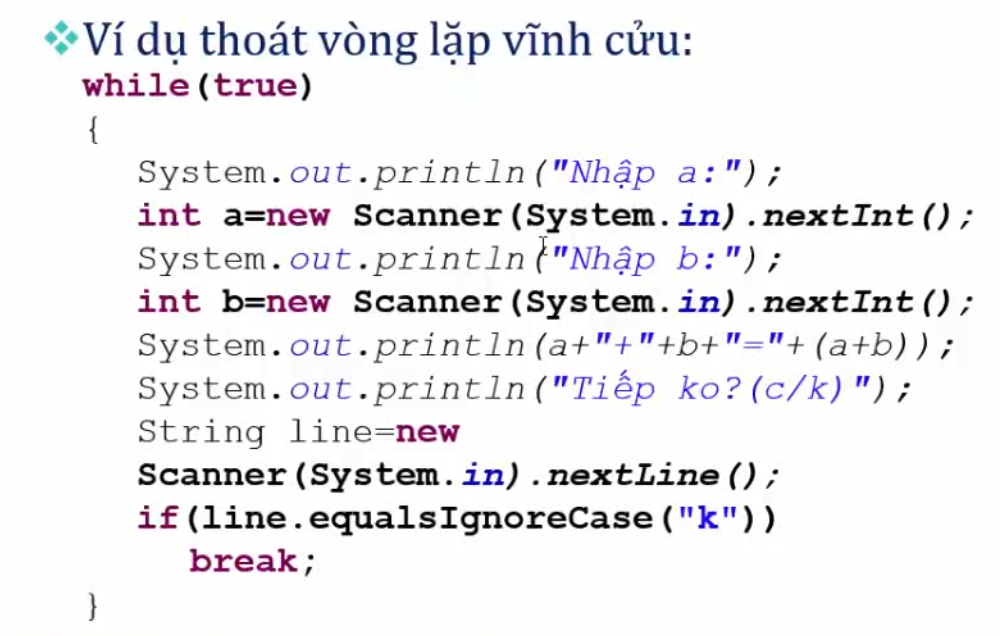 Ví dụ thoát vòng lặp vĩnh cửu:
while(true)
{
System.out.println("Nhập a:");
int a=new Scanner(System.in).nextInt();
System.out.println("Nhập b:");
int b=new Scanner(System.in).nextInt();
System.out.println(a+"+"+b+"="+(a+b));
System.out.println("Tiếp ko?(c/k)");
String line=new
Scanner(System.in).nextLine();
if(line.equalsIgnoreCase("k"))
break;
}